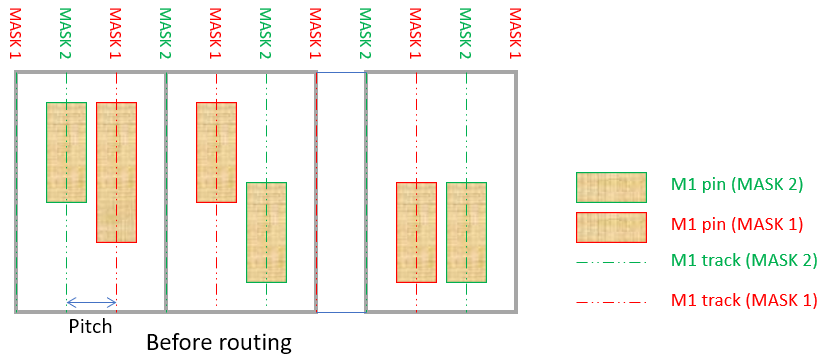 MASK 1
MASK 2
MASK 1
MASK 2
MASK 1
MASK 2
MASK 1
MASK 2
MASK 1
MASK 2
MASK 1
M1 pin (MASK 2)
M1 pin (MASK 1)
M1 track (MASK 2)
M1 track (MASK 1)
Pitch
Before routing